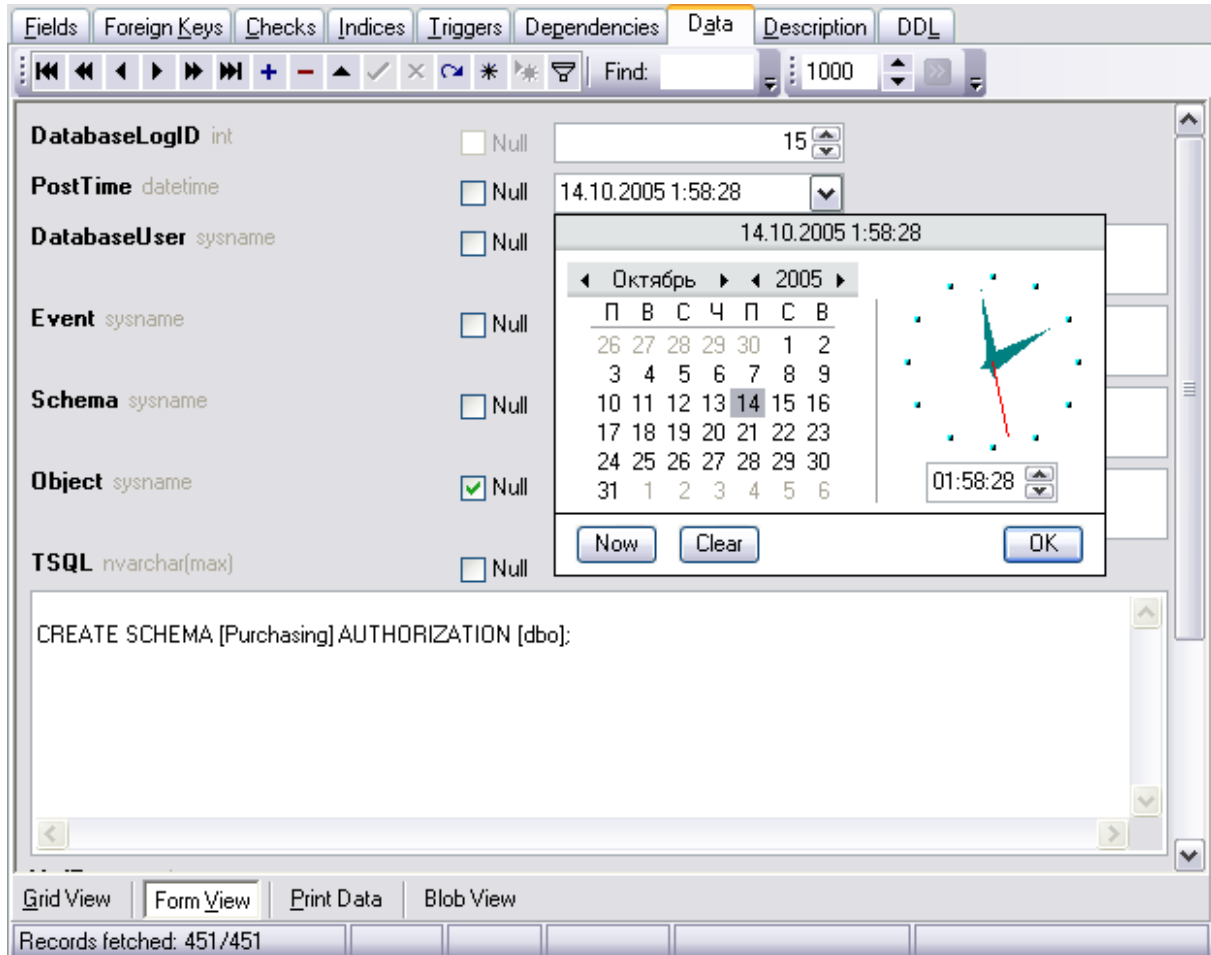 Fields Foreign Keys Checks Indices Triggers Dependencies Data Description DDL
Find: 1000
DatabaseLogID int Null 15
PostTime datetime Null 14.10.2005 1:58:28
DatabaseUser sysname Null
14.10.2005 1:58:28
Октябрь 2005
П В С Ч П С В
26 27 28 29 30 1 2
3 4 5 6 7 8 9
10 11 12 13 14 15 16
17 18 19 20 21 22 23
24 25 26 27 28 29 30
31 1 2 3 4 5 6
01:58:28
Now Clear OK
Event sysname Null
Schema sysname Null
Object sysname Null
TSQL nvarchar(max) Null
CREATE SCHEMA [Purchasing] AUTHORIZATION [dbo];
Grid View Form View Print Data Blob View
Records fetched: 451/451